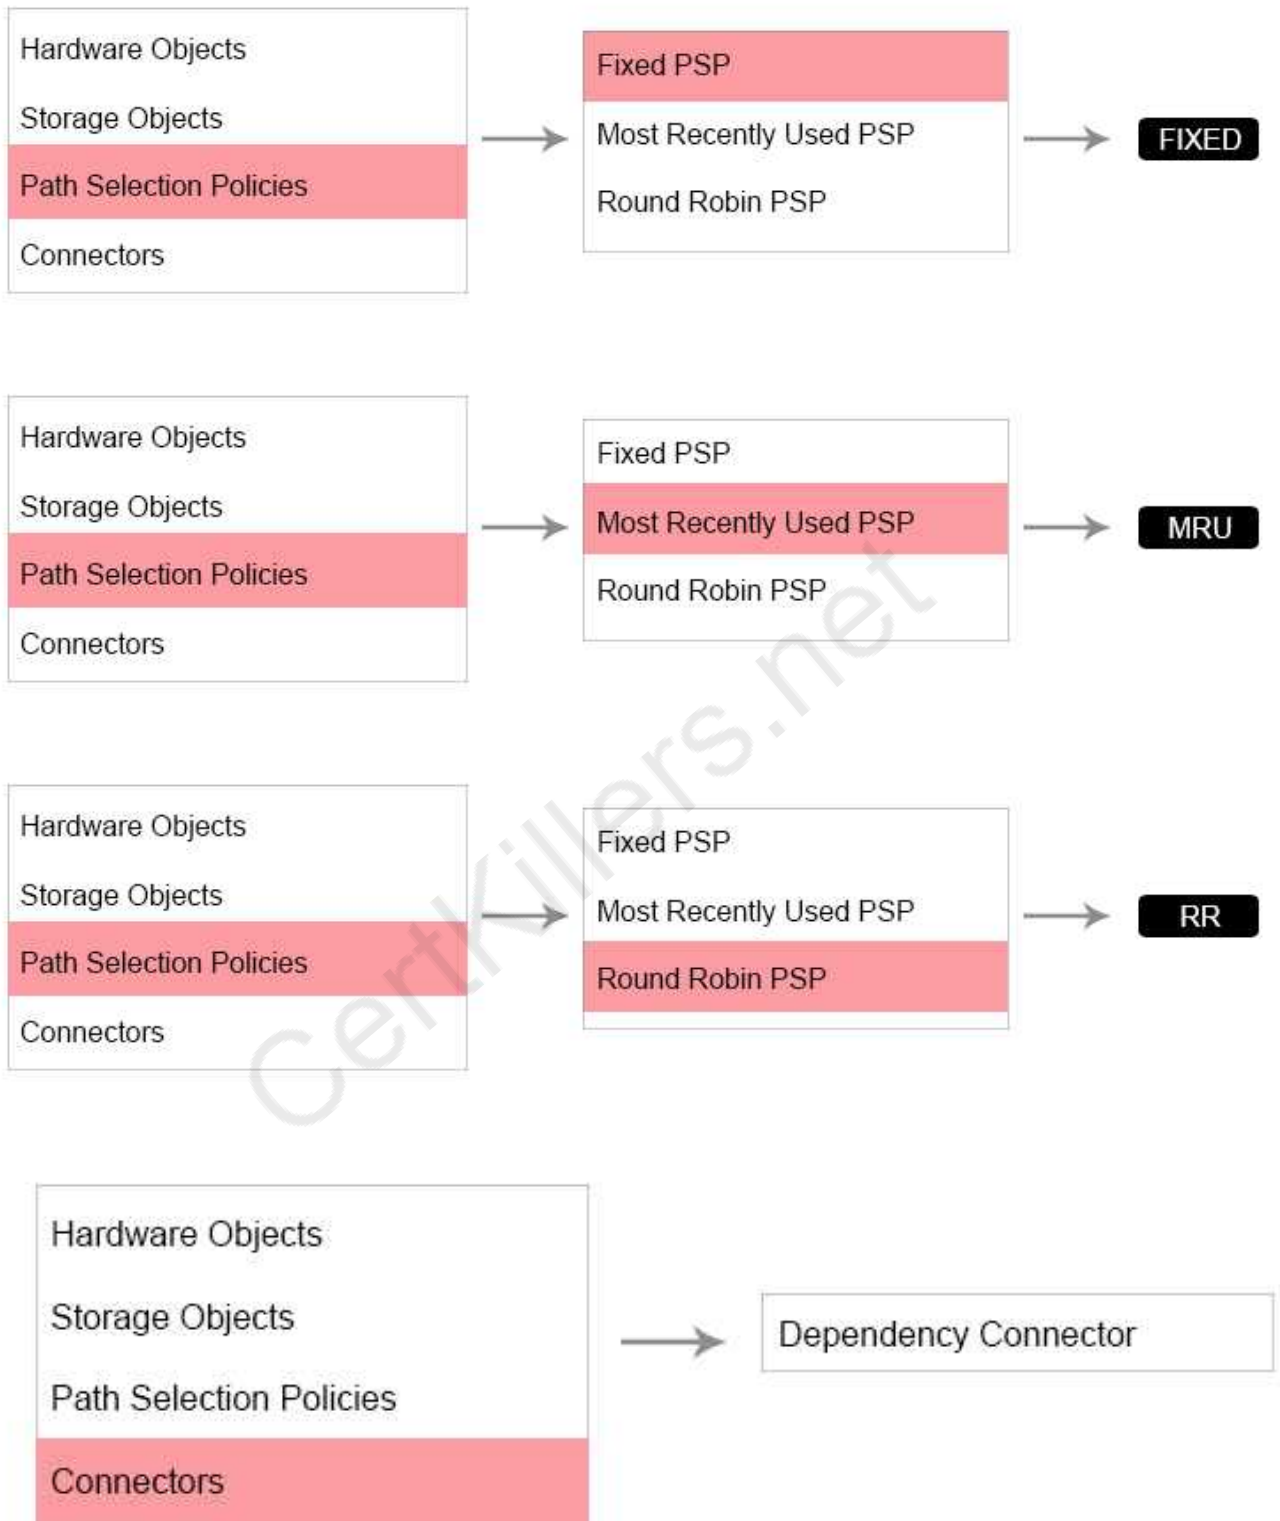 Hardware Objects
Storage Objects
Path Selection Policies
Connectors
Fixed PSP
Most Recently Used PSP
Round Robin PSP
FIXED
Hardware Objects
Storage Objects
Path Selection Policies
Connectors
Fixed PSP
Most Recently Used PSP
Round Robin PSP
MRU
Hardware Objects
Storage Objects
Path Selection Policies
Connectors
Fixed PSP
Most Recently Used PSP
Round Robin PSP
RR
Hardware Objects
Storage Objects
Path Selection Policies
Connectors
Dependency Connector
CertKillers.net